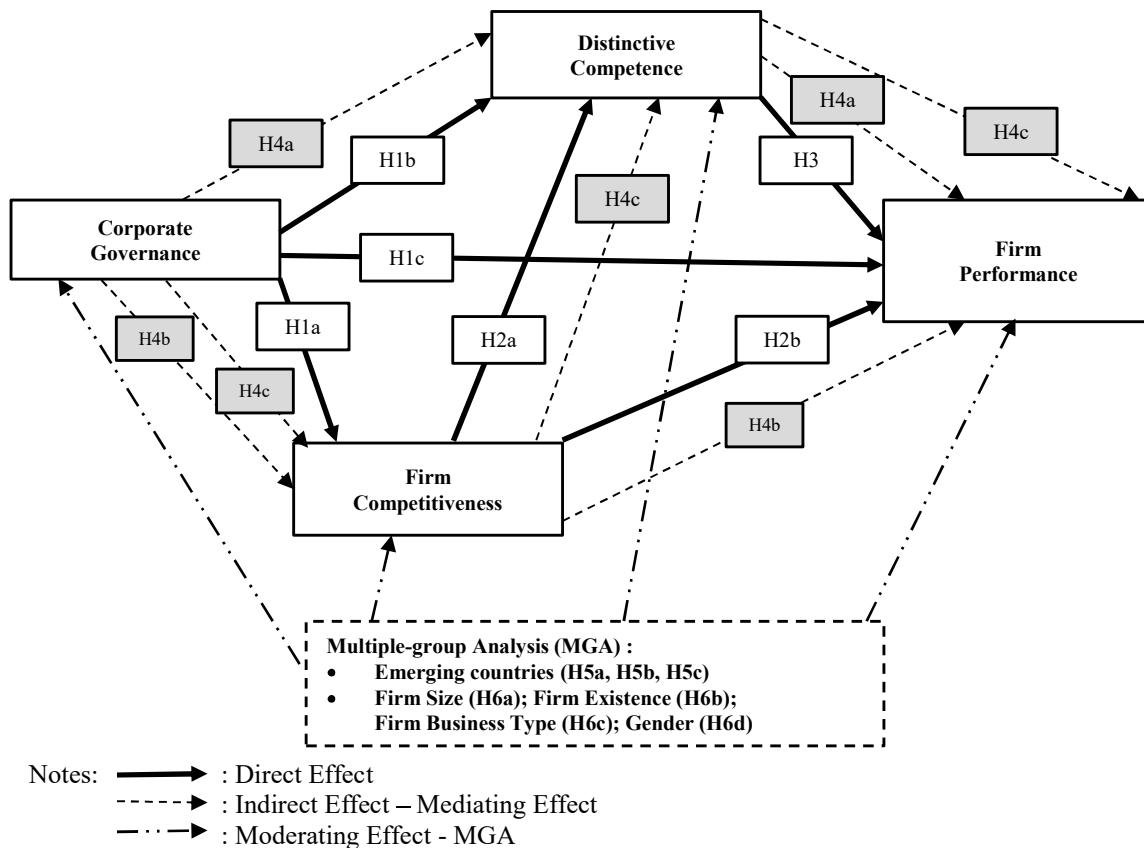 Distinctive
Competence
H4a
H4c
H4a
H1b
H3
H4c
Corporate
Governance
H1c
Firm
Performance
H1a
H4b
H2a
H2b
H4c
H4b
Firm
Competitiveness
Multiple-group Analysis (MGA) :
• Emerging countries (H5a, H5b, H5c)
• Firm Size (H6a); Firm Existence (H6b);
Firm Business Type (H6c); Gender (H6d)
Notes: : Direct Effect
: Indirect Effect – Mediating Effect
: Moderating Effect - MGA